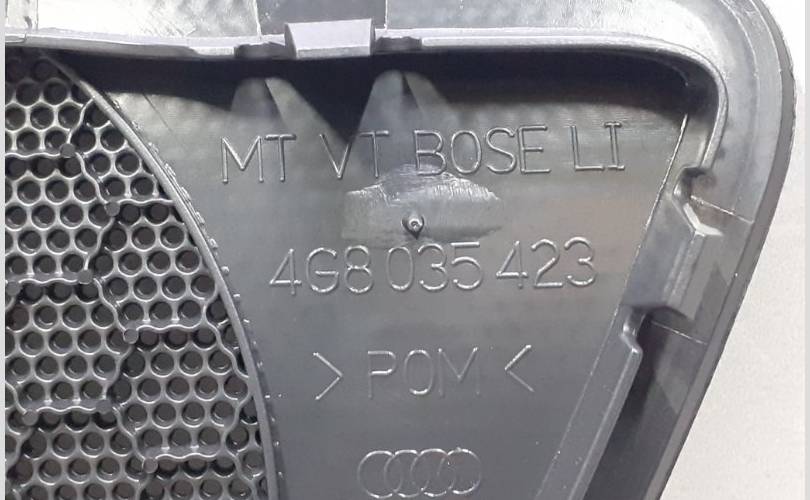 MT VT BOSE LI
4G8 035 423
>POM<